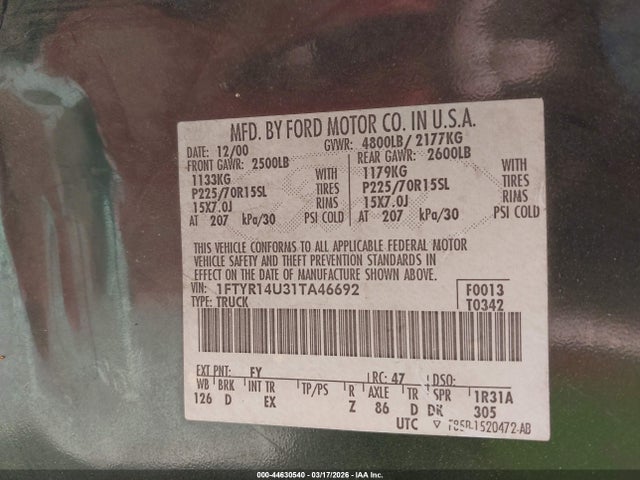 MFD. BY FORD MOTOR CO. IN U.S.A.
DATE: 12/00 GVWR: 4800LB/ 2177KG
FRONT GAWR: 2500LB REAR GAWR: 2600LB
1133KG WITH 1179KG WITH
P225/70R15SL TIRES P225/70R15SL TIRES
15X7.0J RIMS 15X7.0J RIMS
AT 207 kPa/30 PSI COLD AT 207 kPa/30 PSI COLD
THIS VEHICLE CONFORMS TO ALL APPLICABLE FEDERAL MOTOR
VEHICLE SAFETY AND THEFT PREVENTION STANDARDS IN
EFFECT ON THE DATE OF MANUFACTURE SHOWN ABOVE.
VIN: 1FTYR14U31TA46692 F0013
TYPE: TRUCK T0342
EXT PNT: FY RC: 47 DSO:
WB BRK INT TR TP/PS R AXLE TR SPR 1R31A
126 D EX Z 86 D DK 305
UTC
000-44630540 - 03/17/2026 - IAA Inc.